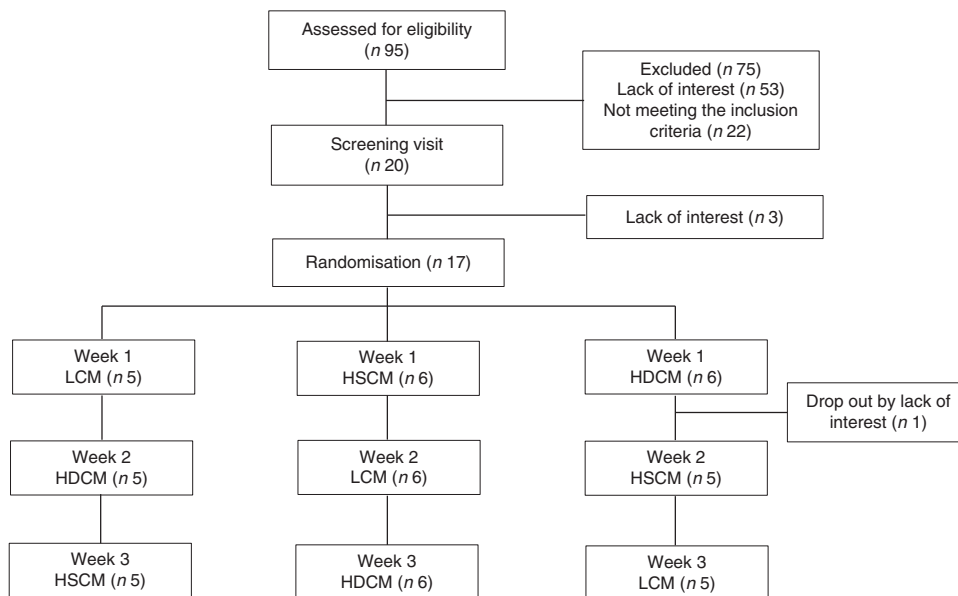 Assessed for eligibility
(n 95)
Excluded (n 75)
Lack of interest (n 53)
Not meeting the inclusion
criteria (n 22)
Screening visit
(n 20)
Lack of interest (n 3)
Randomisation (n 17)
Week 1
LCM (n 5)
Week 1
HSCM (n 6)
Week 1
HDCM (n 6)
Drop out by lack of
interest (n 1)
Week 2
HDCM (n 5)
Week 2
LCM (n 6)
Week 2
HSCM (n 5)
Week 3
HSCM (n 5)
Week 3
HDCM (n 6)
Week 3
LCM (n 5)